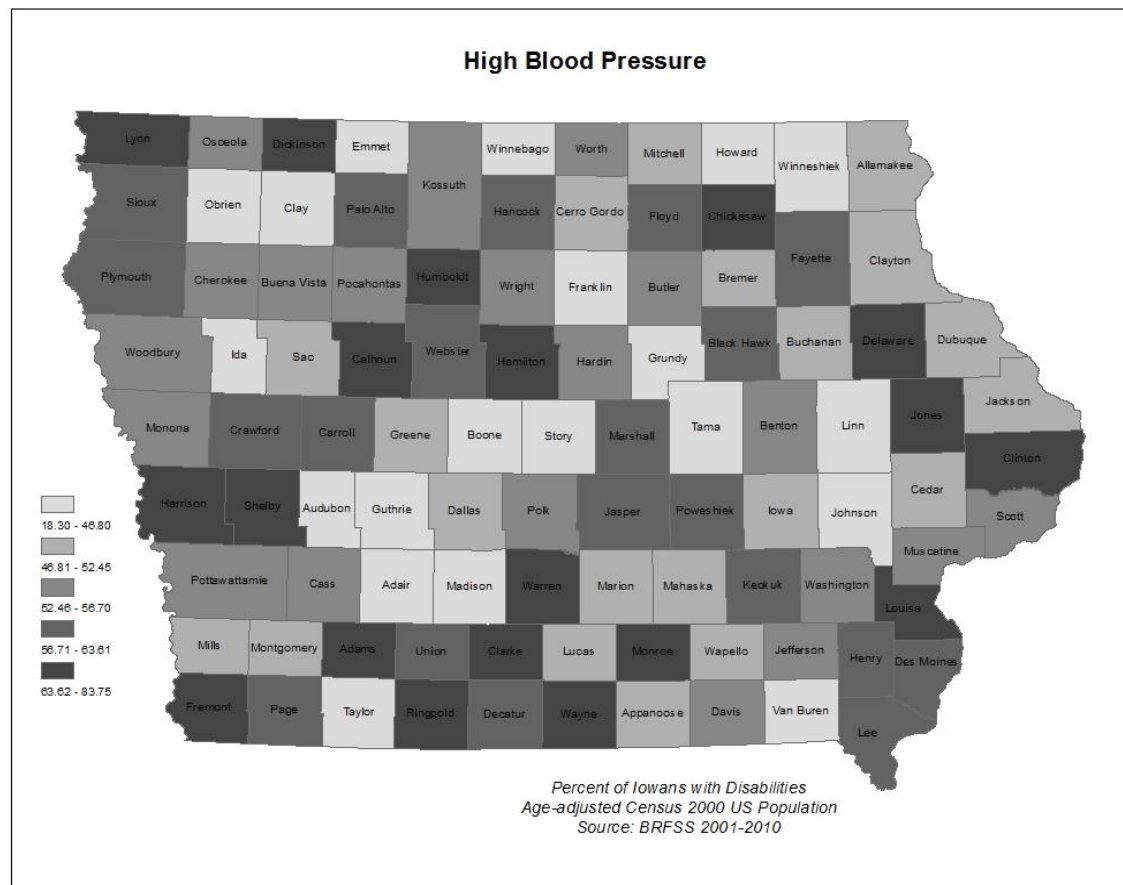 High Blood Pressure
Lyon Osceola Dickinson Emmet Winnebago Worth Mitchell Howard Winneshiek Allamakee
Kossuth
Sioux Obrien Clay Palo Alto Hancock Cerro Gordo Floyd Chickasaw
Fayette Clayton
Plymouth Cherokee Buena Vista Pocahontas Humboldt Wright Franklin Butler Bremer
Woodbury Ida Sac Calhoun Webster Hamilton Hardin Grundy Black Hawk Buchanan Delaware Dubuque
Jackson
Monona Crawford Carroll Greene Boone Story Marshall Tama Benton Linn Jones
Clinton
Harrison Shelby Audubon Guthrie Dallas Polk Jasper Poweshiek Iowa Johnson Cedar
Scott
Muscatine
Pottawattamie Cass Adair Madison Warren Marion Mahaska Keokuk Washington
Louisa
Mills Montgomery Adams Union Clarke Lucas Monroe Wapello Jefferson Henry Des Moines
Fremont Page Taylor Ringgold Decatur Wayne Appanoose Davis Van Buren
Lee
18.30 - 46.80
46.81 - 52.45
52.46 - 56.70
56.71 - 63.61
63.62 - 83.75
Percent of Iowans with Disabilities
Age-adjusted Census 2000 US Population
Source: BRFSS 2001-2010